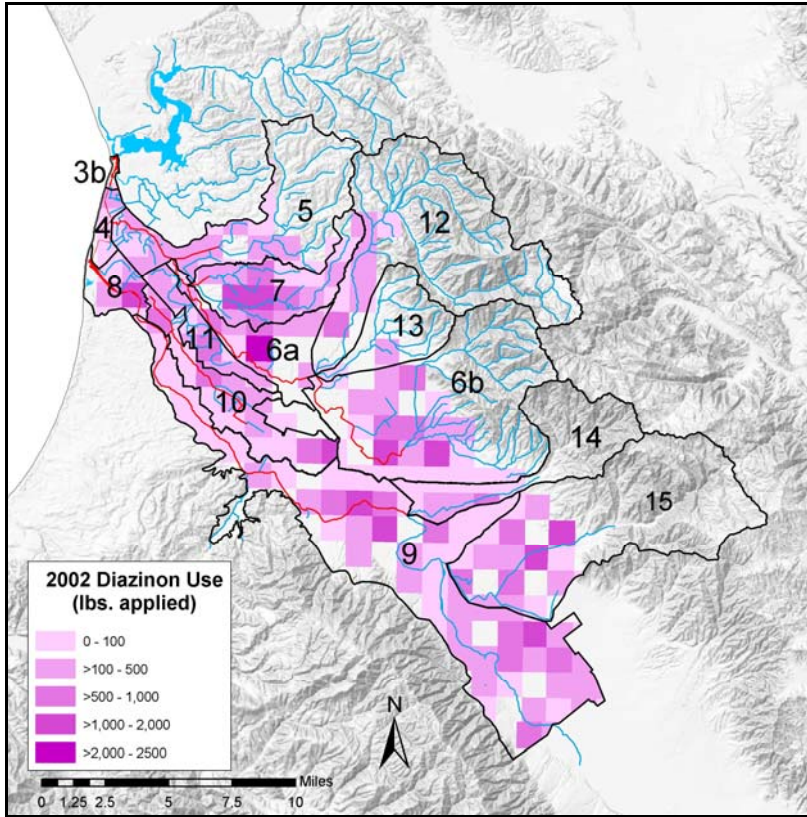 3b
4
5
12
8
7
13
11
6a
6b
10
14
15
9
2002 Diazinon Use
(lbs. applied)
0 - 100
>100 - 500
>500 - 1,000
>1,000 - 2,000
>2,000 - 2500
N
Miles
0 1.25 2.5 5 7.5 10